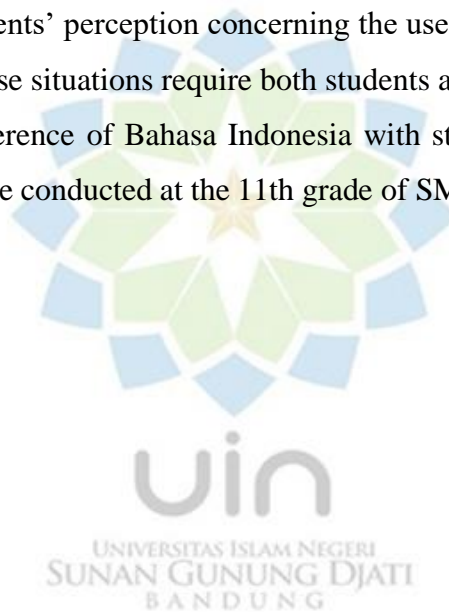 ents’ perception concerning the use
se situations require both students a
erence of Bahasa Indonesia with st
e conducted at the 11th grade of SM
uin
UNIVERSITAS ISLAM NEGERI
SUNAN GUNUNG DJATI
BANDUNG